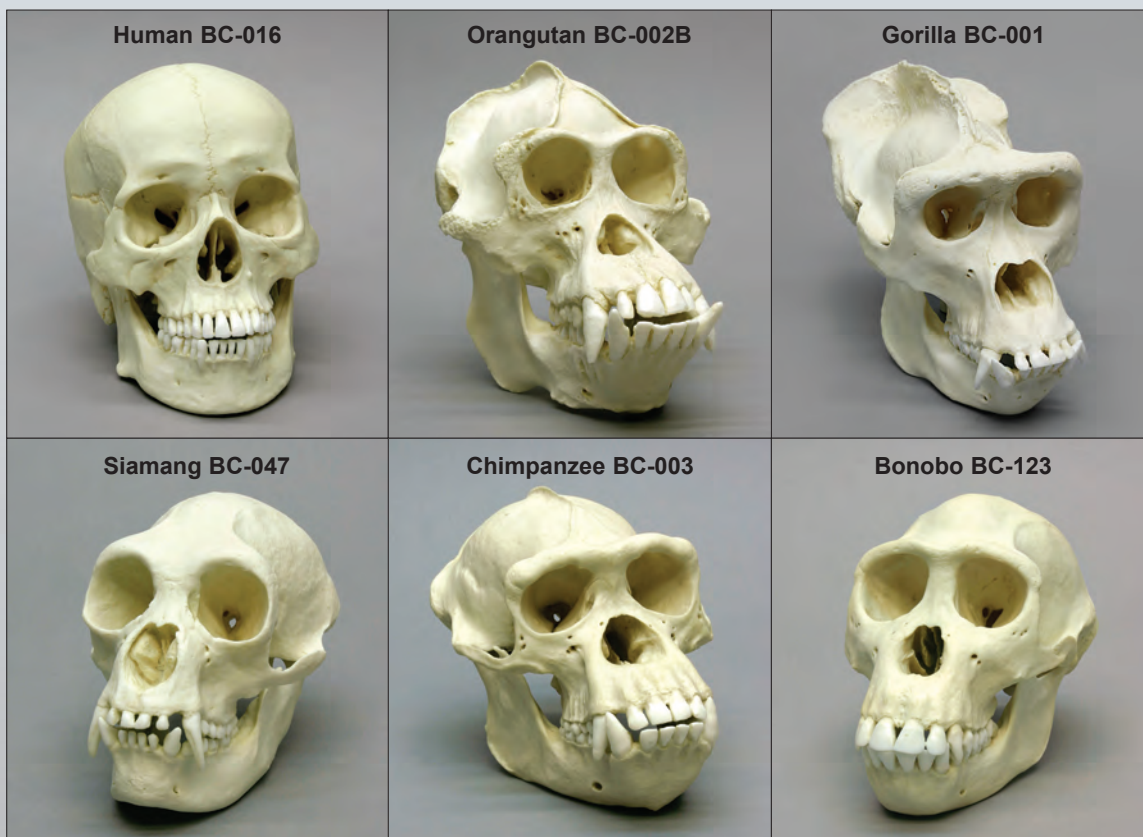 Human BC-016
Orangutan BC-002B
Gorilla BC-001
Siamang BC-047
Chimpanzee BC-003
Bonobo BC-123